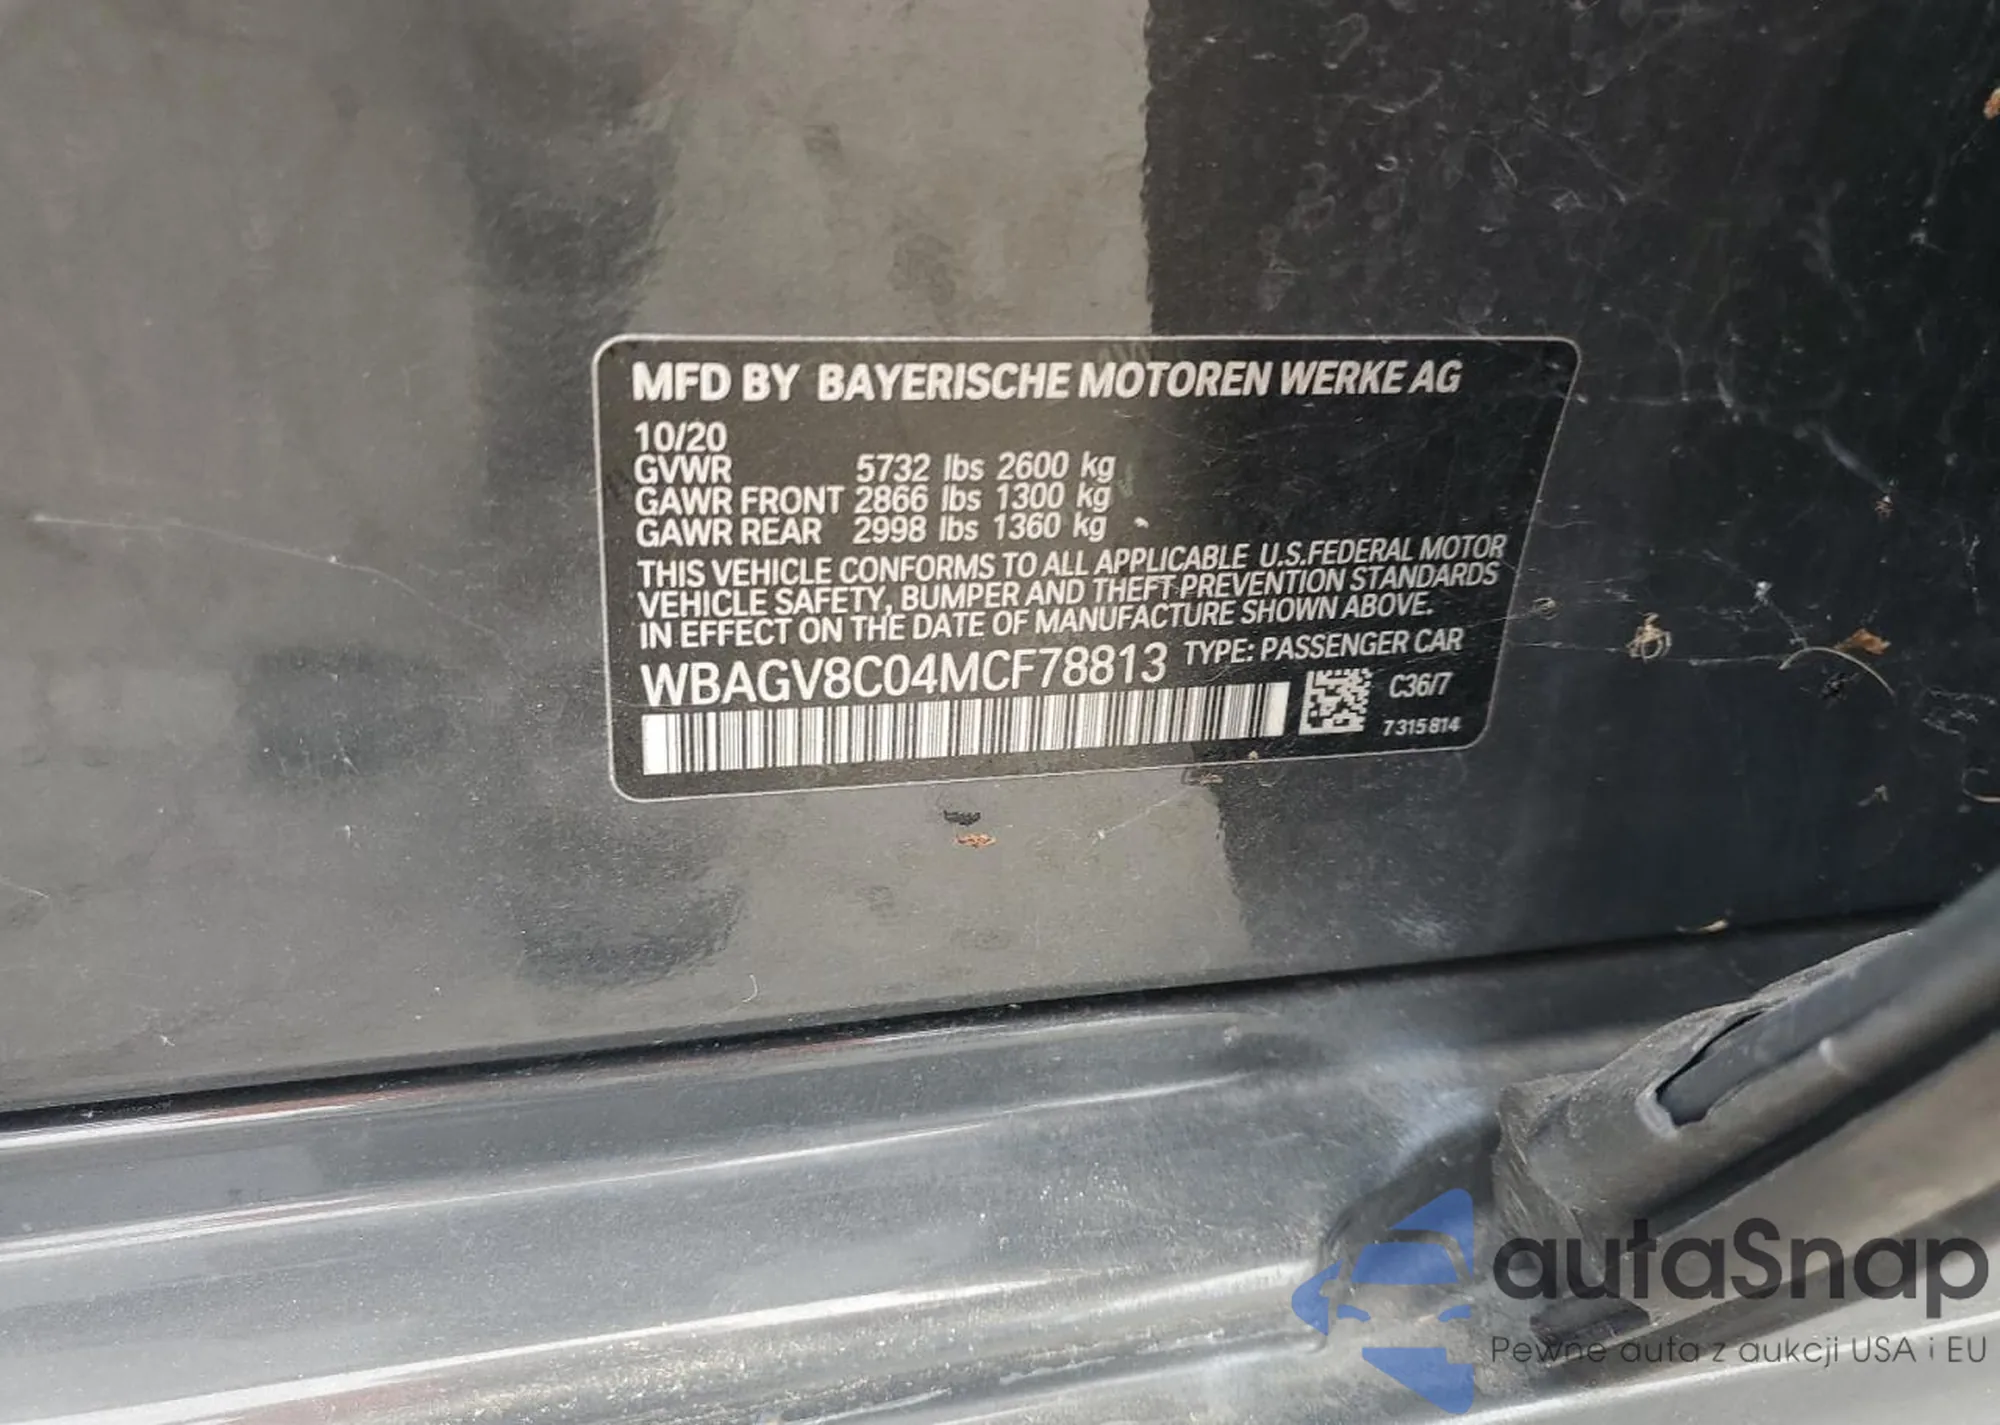 MFD BY BAYERISCHE MOTOREN WERKE AG
10/20
GVWR 5732 lbs 2600 kg
GAWR FRONT 2866 lbs 1300 kg
GAWR REAR 2998 lbs 1360 kg
THIS VEHICLE CONFORMS TO ALL APPLICABLE U.S.FEDERAL MOTOR
VEHICLE SAFETY, BUMPER AND THEFT PREVENTION STANDARDS
IN EFFECT ON THE DATE OF MANUFACTURE SHOWN ABOVE.
WBAGV8C04MCF78813 TYPE: PASSENGER CAR
C36/7
7315814
autaSnap
Pewne auta z aukcji USA i EU